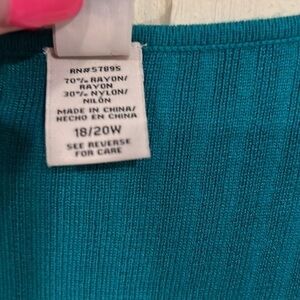 RN#57895
70% RAYON/
RAYON
30% NYLON/
NILÓN
MADE IN CHINA/
HECHO EN CHINA
18/20W
SEE REVERSE
FOR CARE